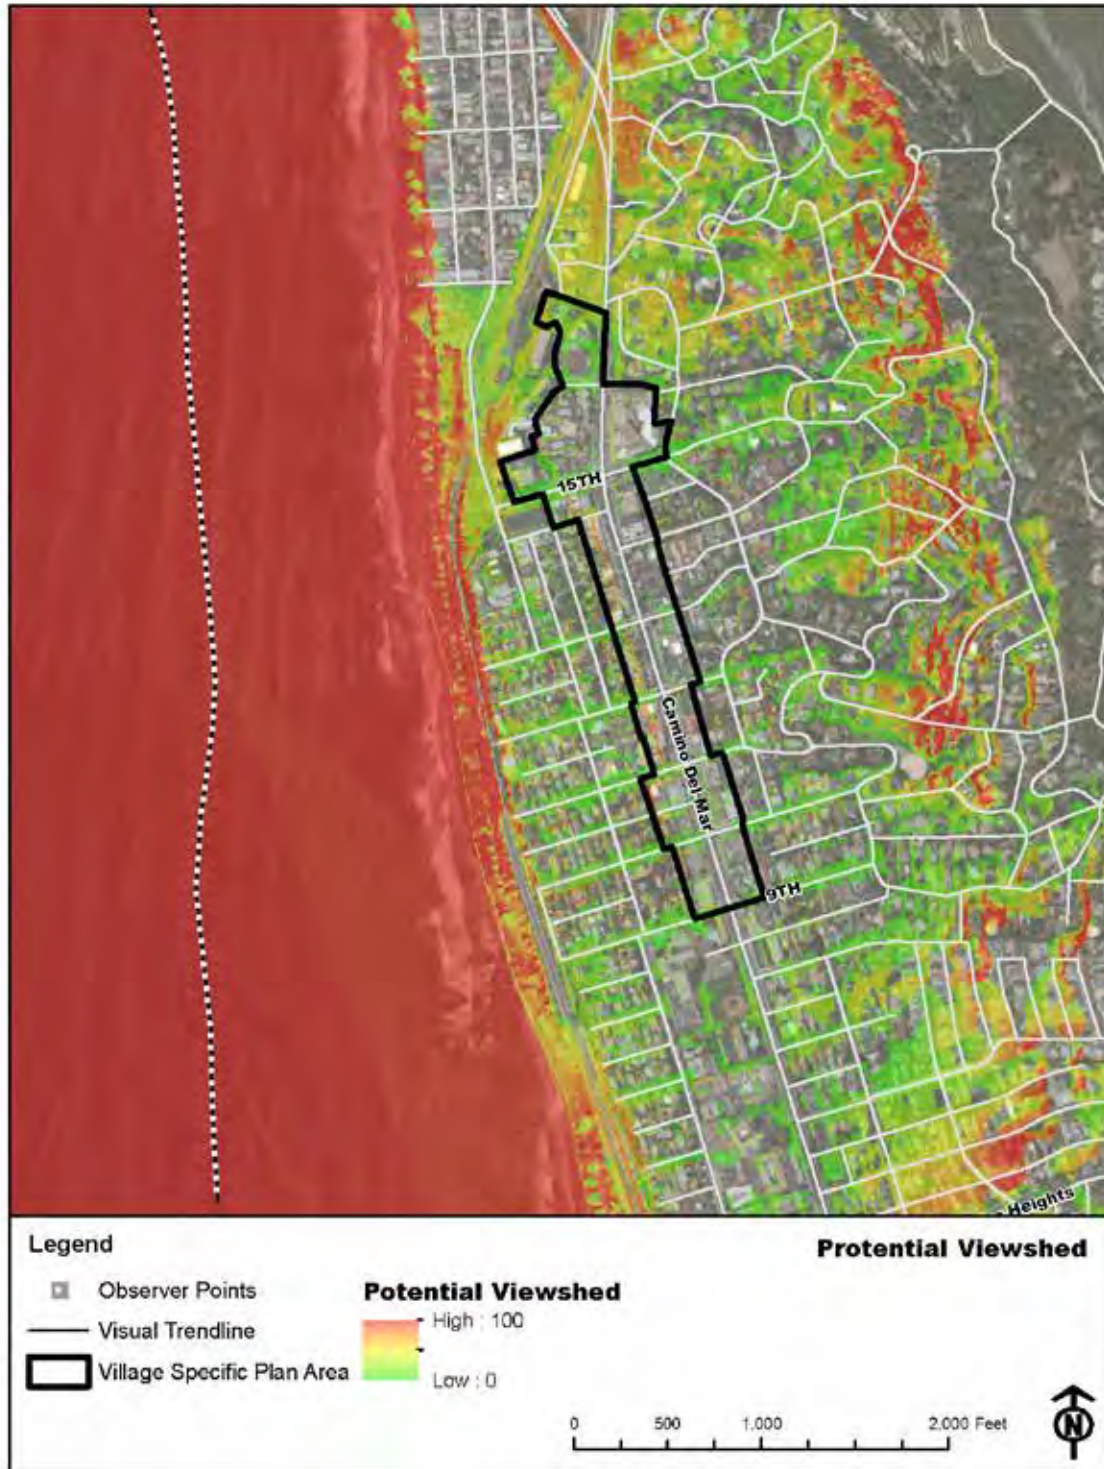 15TH
Camino Del Mar
9TH
Heights
Legend
Protential Viewshed
Observer Points
Visual Trendline
Village Specific Plan Area
Potential Viewshed
High : 100
Low : 0
0 500 1,000 2,000 Feet
N